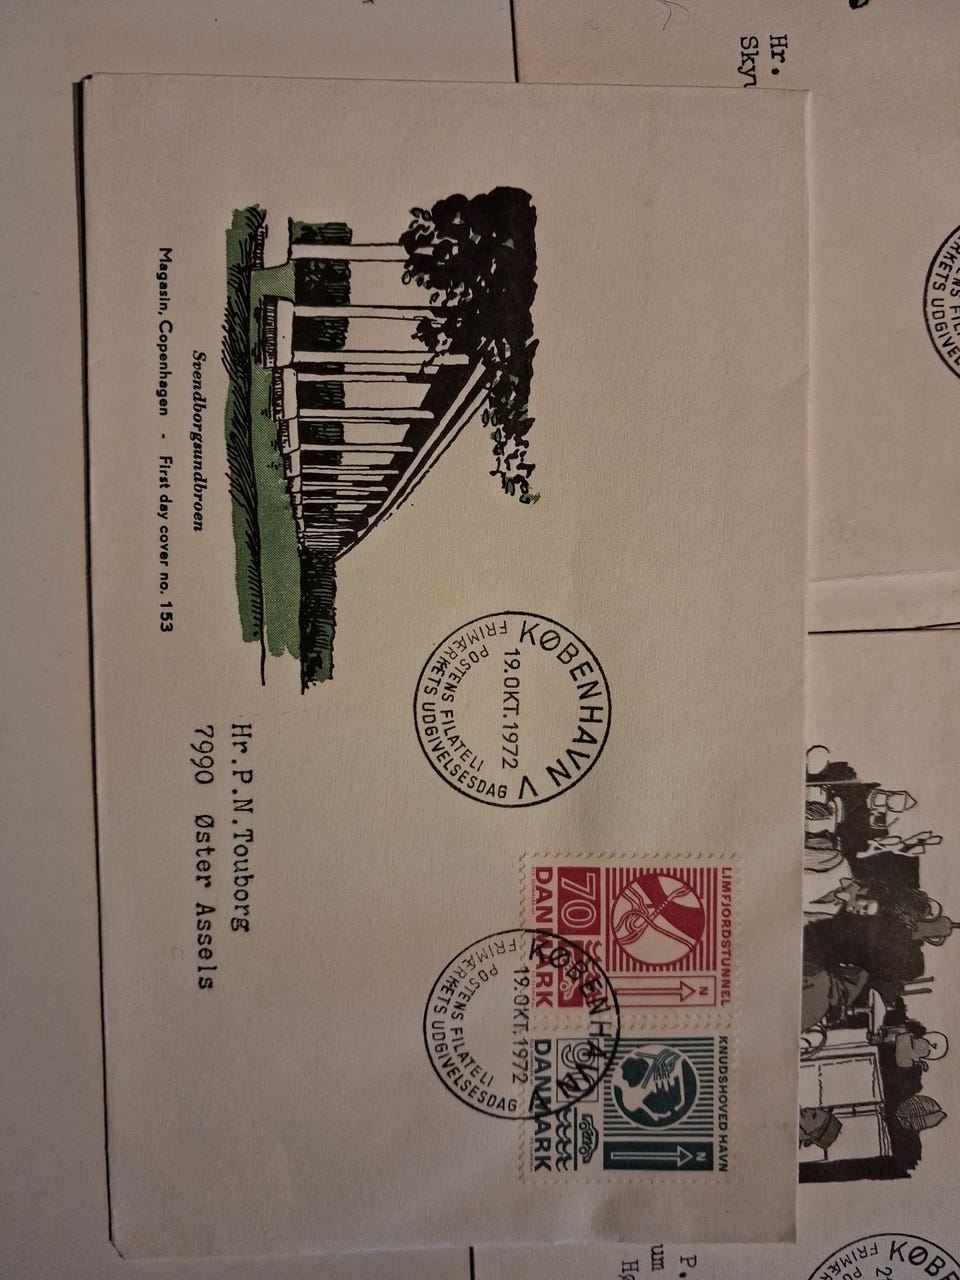 LIMFJORDSTUNNEL
N
70
DANMARK
KNUDSHOVED HAVN
N
90
DANMARK
KØBENHAVN V
19.OKT.1972
POSTENS FILATELI
FRIMÆRKETS UDGIVELSESDAG
KØBENHAVN V
19.OKT.1972
POSTENS FILATELI
FRIMÆRKETS UDGIVELSESDAG
Svendborgsundbroen
Magasin, Copenhagen • First day cover no. 153
Hr.P.N.Touborg
7990 Øster Assels
Hr.
P.